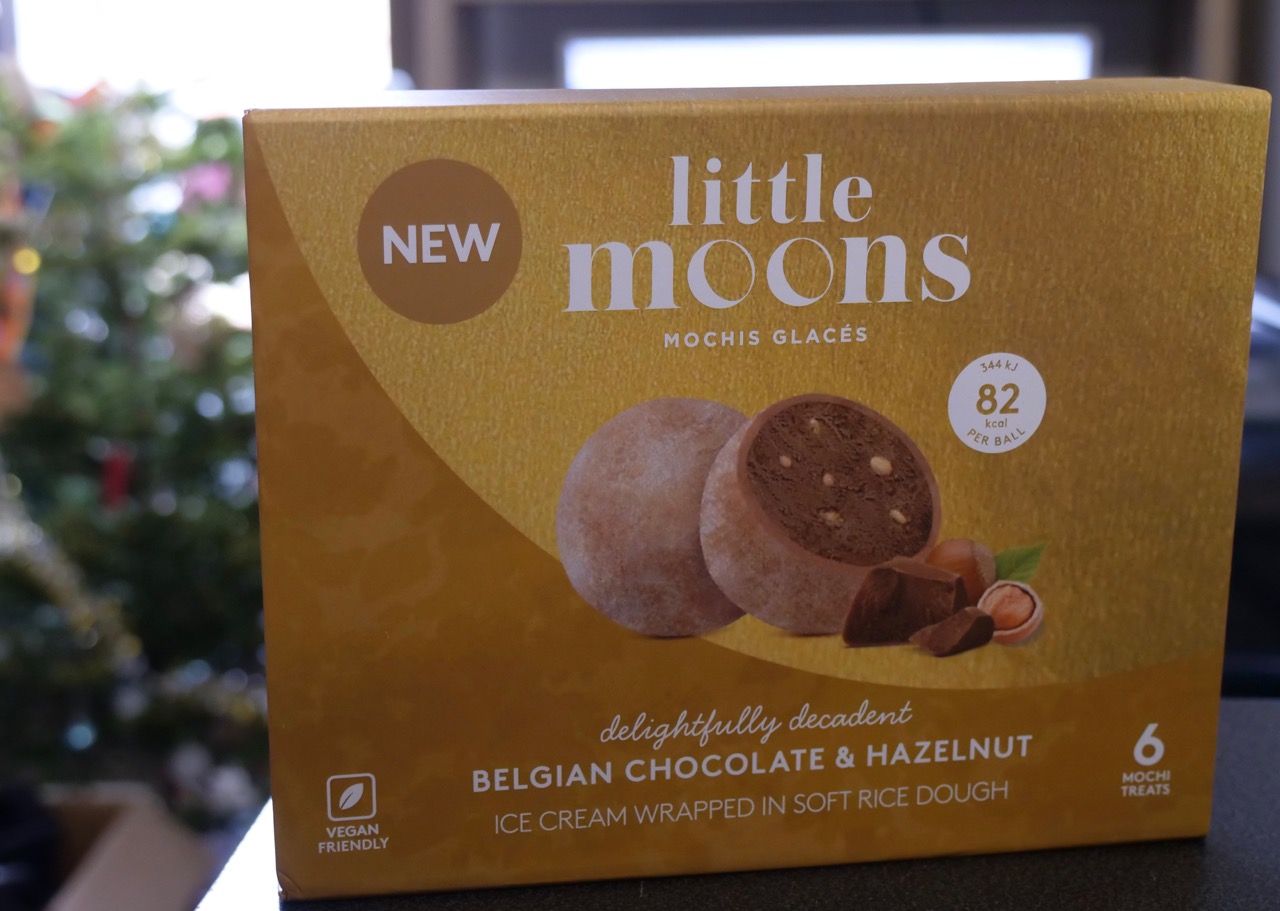 NEW
little
moons
MOCHIS GLACÉS
344 kJ
82
kcal
PER BALL
delightfully decadent
BELGIAN CHOCOLATE & HAZELNUT
ICE CREAM WRAPPED IN SOFT RICE DOUGH
VEGAN
FRIENDLY
6
MOCHI
TREATS